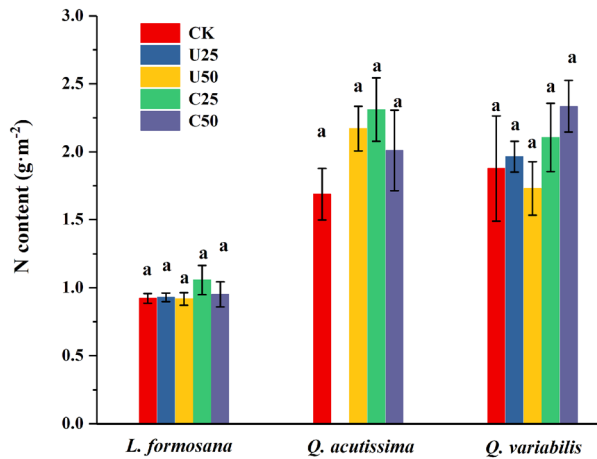 N content (g·m⁻²)
3.0
2.5
2.0
1.5
1.0
0.5
0.0
CK
U25
U50
C25
C50
a a a a a
a a a a
a a a a a
L. formosana Q. acutissima Q. variabilis